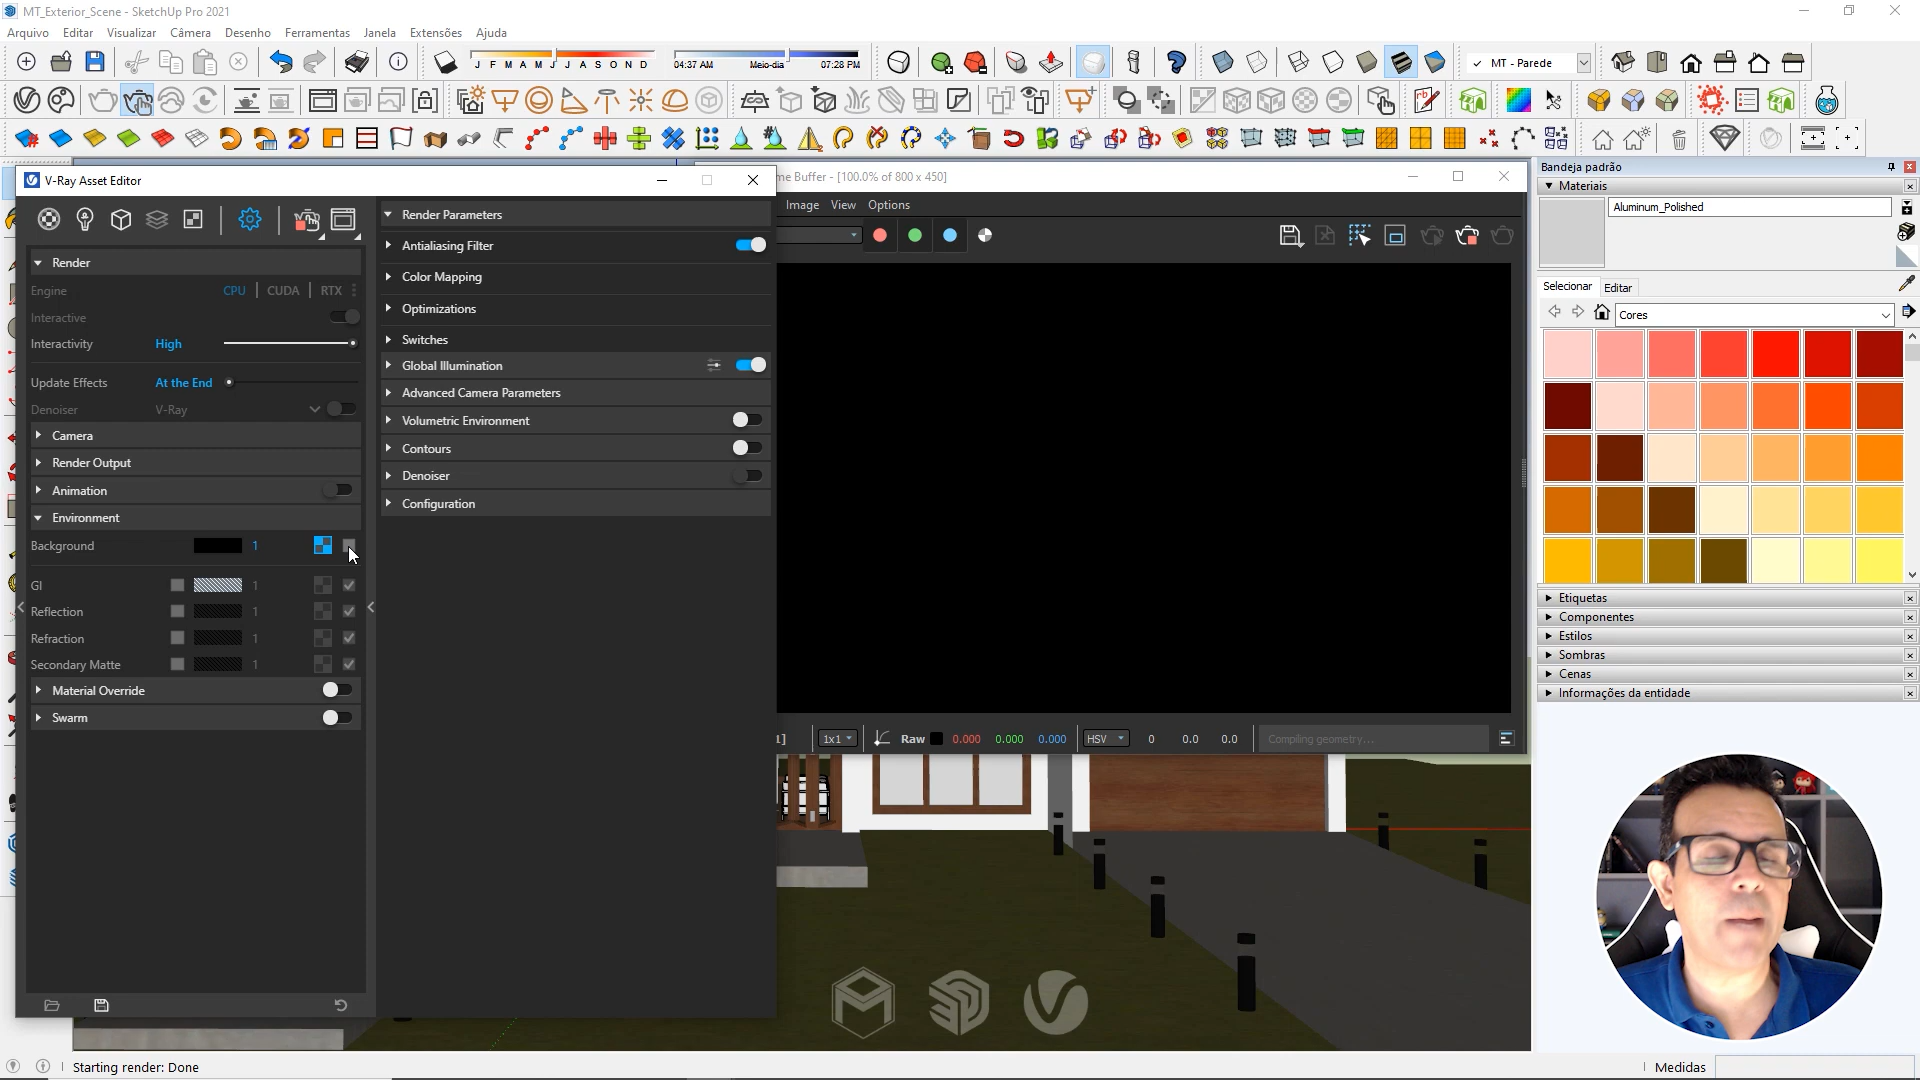 MT_Exterior_Scene - SketchUp Pro 2021
Arquivo Editar Visualizar Câmera Desenho Ferramentas Janela Extensões Ajuda
J F M A M J J A S O N D
04:37 AM Meio-dia 07:28 PM
MT - Parede
V-Ray Asset Editor
me Buffer - [100.0% of 800 x 450]
Image View Options
Render
Engine CPU CUDA RTX
Interactive
Interactivity High
Update Effects At the End
Denoiser V-Ray
Camera
Render Output
Animation
Environment
Background 1
GI 1
Reflection 1
Refraction 1
Secondary Matte 1
Material Override
Swarm
Render Parameters
Antialiasing Filter
Color Mapping
Optimizations
Switches
Global Illumination
Advanced Camera Parameters
Volumetric Environment
Contours
Denoiser
Configuration
1] 1x1 Raw 0.000 0.000 0.000 HSV 0 0.0 0.0 Compiling geometry...
Bandeja padrão
Materiais
Aluminum_Polished
Selecionar Editar
Cores
Etiquetas
Componentes
Estilos
Sombras
Cenas
Informações da entidade
Starting render: Done
Medidas